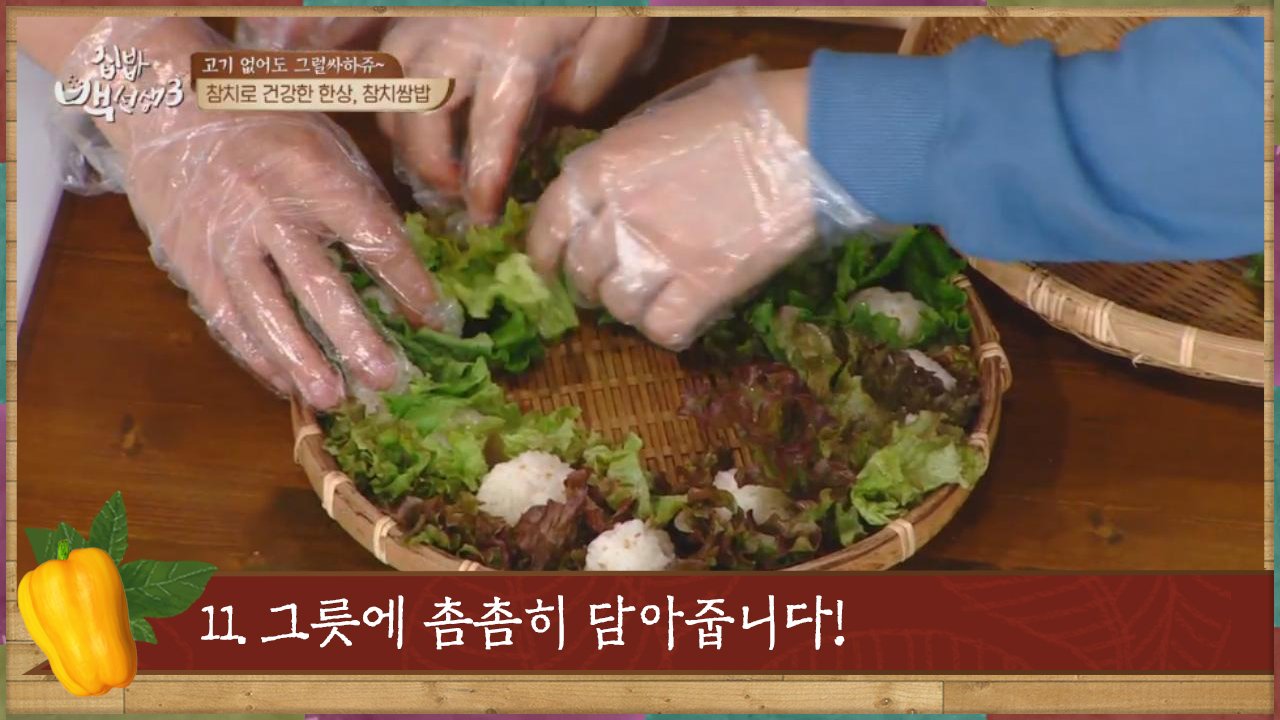 집밥
백선생3
고기 없어도 그럴싸하쥬~
참치로 건강한 한상, 참치쌈밥
11. 그릇에 촘촘히 담아줍니다!